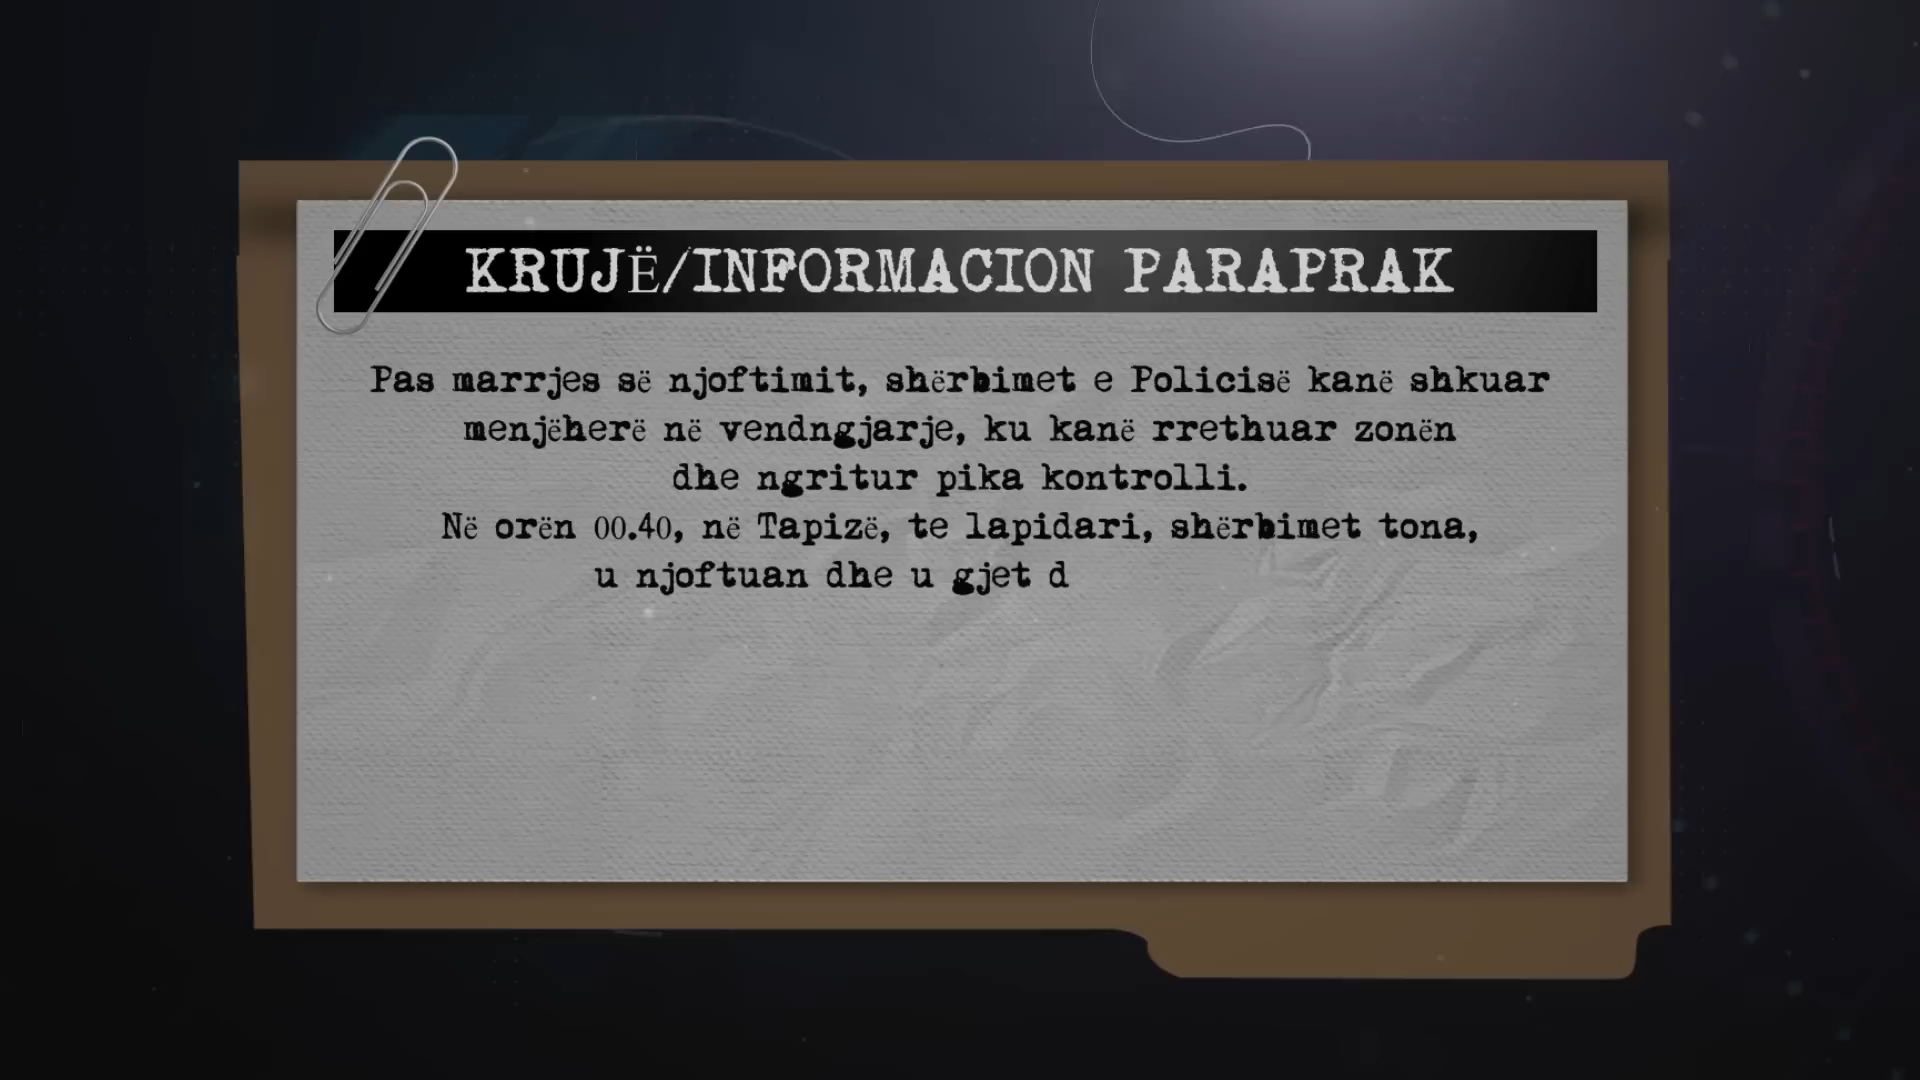 KRUJË/INFORMACION PARAPRAK
Pas marrjes së njoftimit, shërbimet e Policisë kanë shkuar
menjëherë në vendngjarje, ku kanë rrethuar zonën
dhe ngritur pika kontrolli.
Në orën 00.40, në Tapizë, te lapidari, shërbimet tona,
u njoftuan dhe u gjet d